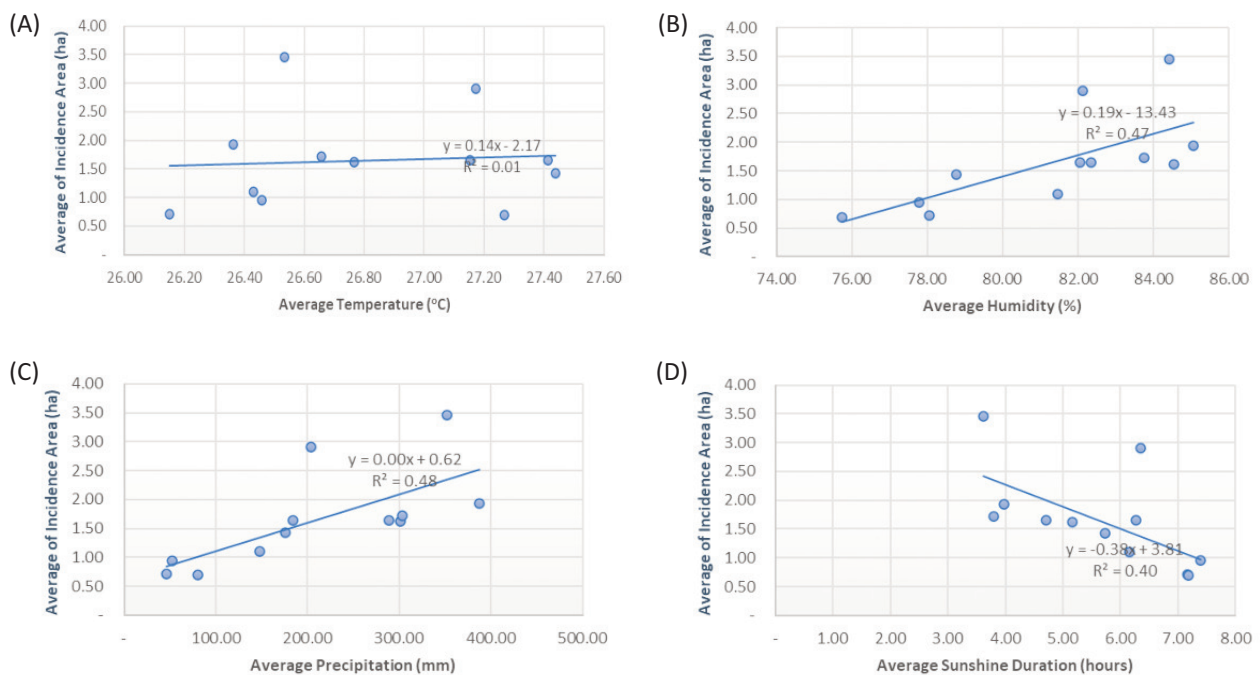 (A)
Average of Incidence Area (ha)
4.00
3.50
3.00
2.50
2.00
1.50
1.00
0.50
-
y = 0.14x - 2.17
R² = 0.01
26.00 26.20 26.40 26.60 26.80 27.00 27.20 27.40 27.60
Average Temperature (°C)
(B)
Average of Incidence Area (ha)
4.00
3.50
3.00
2.50
2.00
1.50
1.00
0.50
-
y = 0.19x - 13.43
R² = 0.47
74.00 76.00 78.00 80.00 82.00 84.00 86.00
Average Humidity (%)
(C)
Average of Incidence Area (ha)
4.00
3.50
3.00
2.50
2.00
1.50
1.00
0.50
-
y = 0.00x + 0.62
R² = 0.48
- 100.00 200.00 300.00 400.00 500.00
Average Precipitation (mm)
(D)
Average of Incidence Area (ha)
4.00
3.50
3.00
2.50
2.00
1.50
1.00
0.50
-
y = -0.38x + 3.81
R² = 0.40
- 1.00 2.00 3.00 4.00 5.00 6.00 7.00 8.00
Average Sunshine Duration (hours)